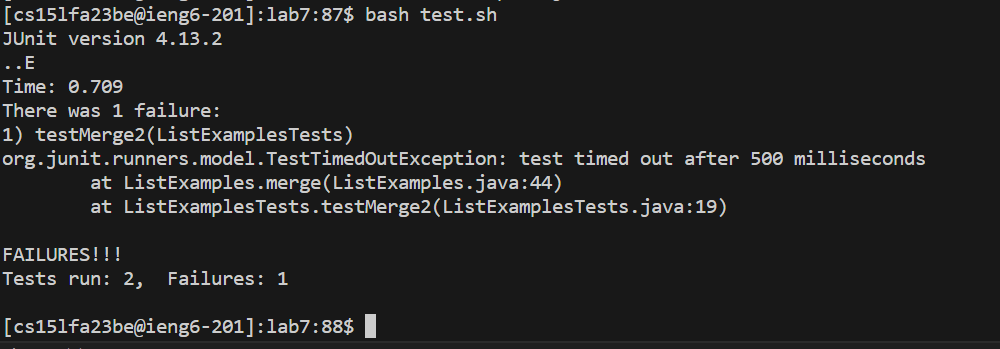 [cs15lfa23be@ieng6-201]:lab7:87$ bash test.sh
JUnit version 4.13.2
..E
Time: 0.709
There was 1 failure:
1) testMerge2(ListExamplesTests)
org.junit.runners.model.TestTimedOutException: test timed out after 500 milliseconds
        at ListExamples.merge(ListExamples.java:44)
        at ListExamplesTests.testMerge2(ListExamplesTests.java:19)

FAILURES!!!
Tests run: 2,  Failures: 1

[cs15lfa23be@ieng6-201]:lab7:88$